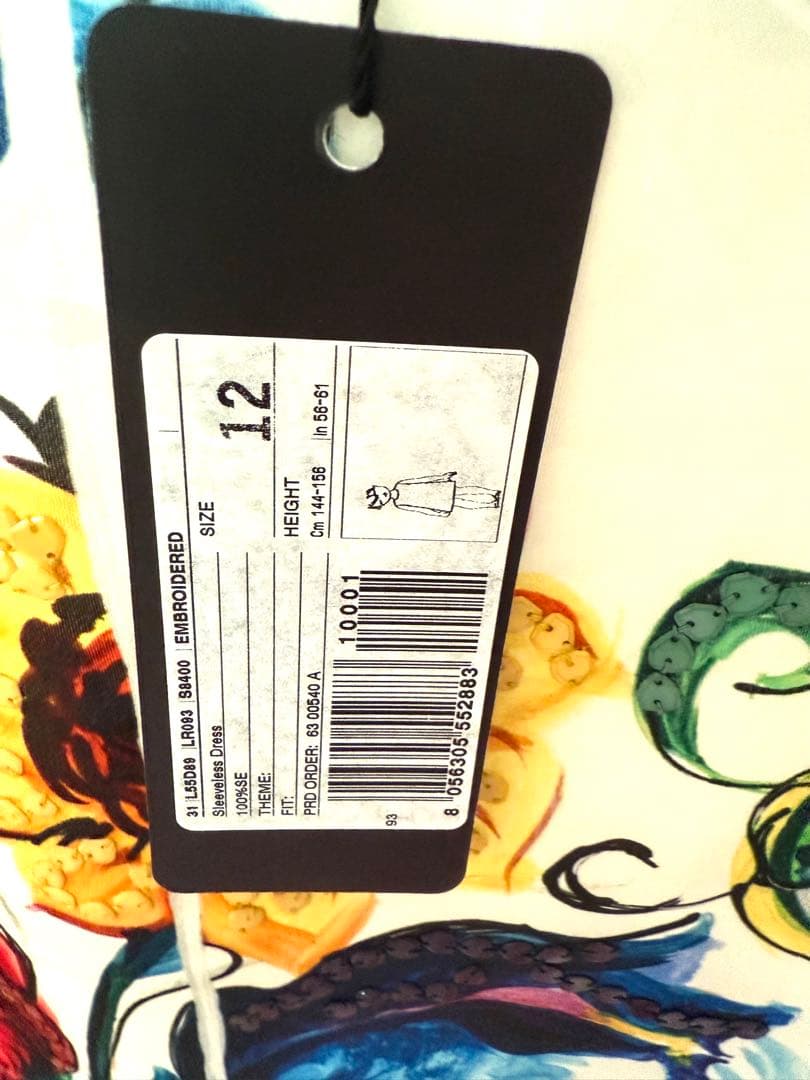 31 L55D89 LR093 S8400 EMBROIDERED
Sleeveless Dress
SIZE
12
100%SE
THEME:
FIT:
HEIGHT
PRD ORDER: 63 00540 A
Cm 144-156 In 56-61
10001
93
8 056305 552883